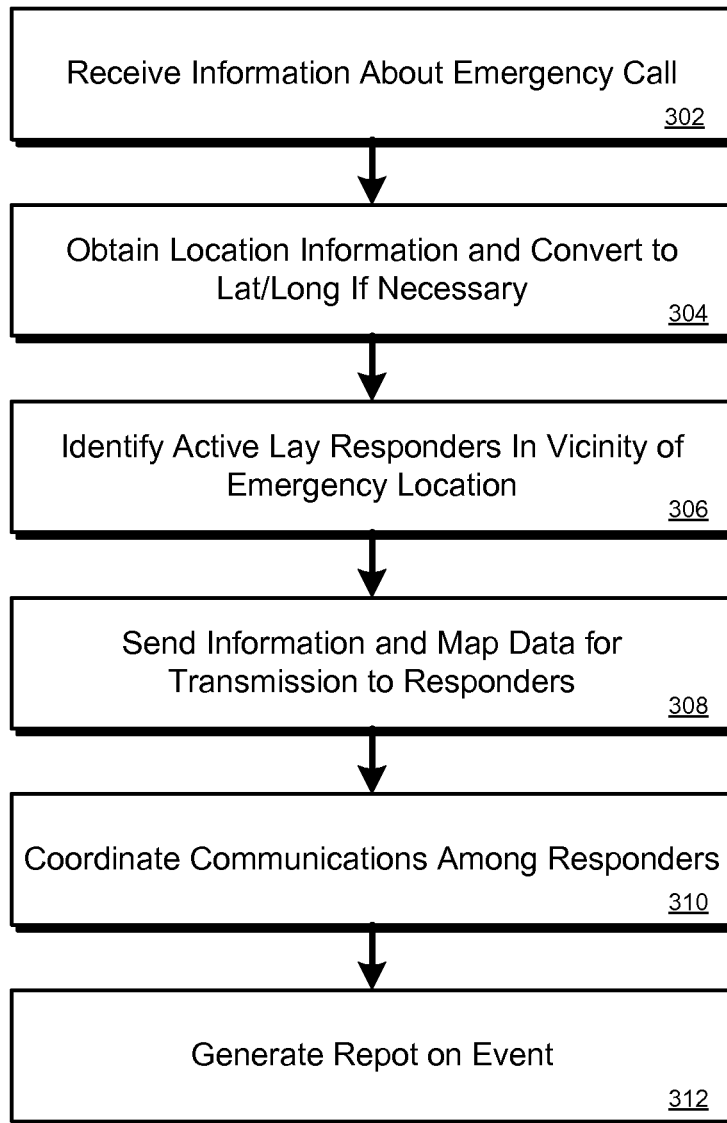 Receive Information About Emergency Call
302
Obtain Location Information and Convert to
Lat/Long If Necessary
304
Identify Active Lay Responders In Vicinity of
Emergency Location
306
Send Information and Map Data for
Transmission to Responders
308
Coordinate Communications Among Responders
310
Generate Repot on Event
312